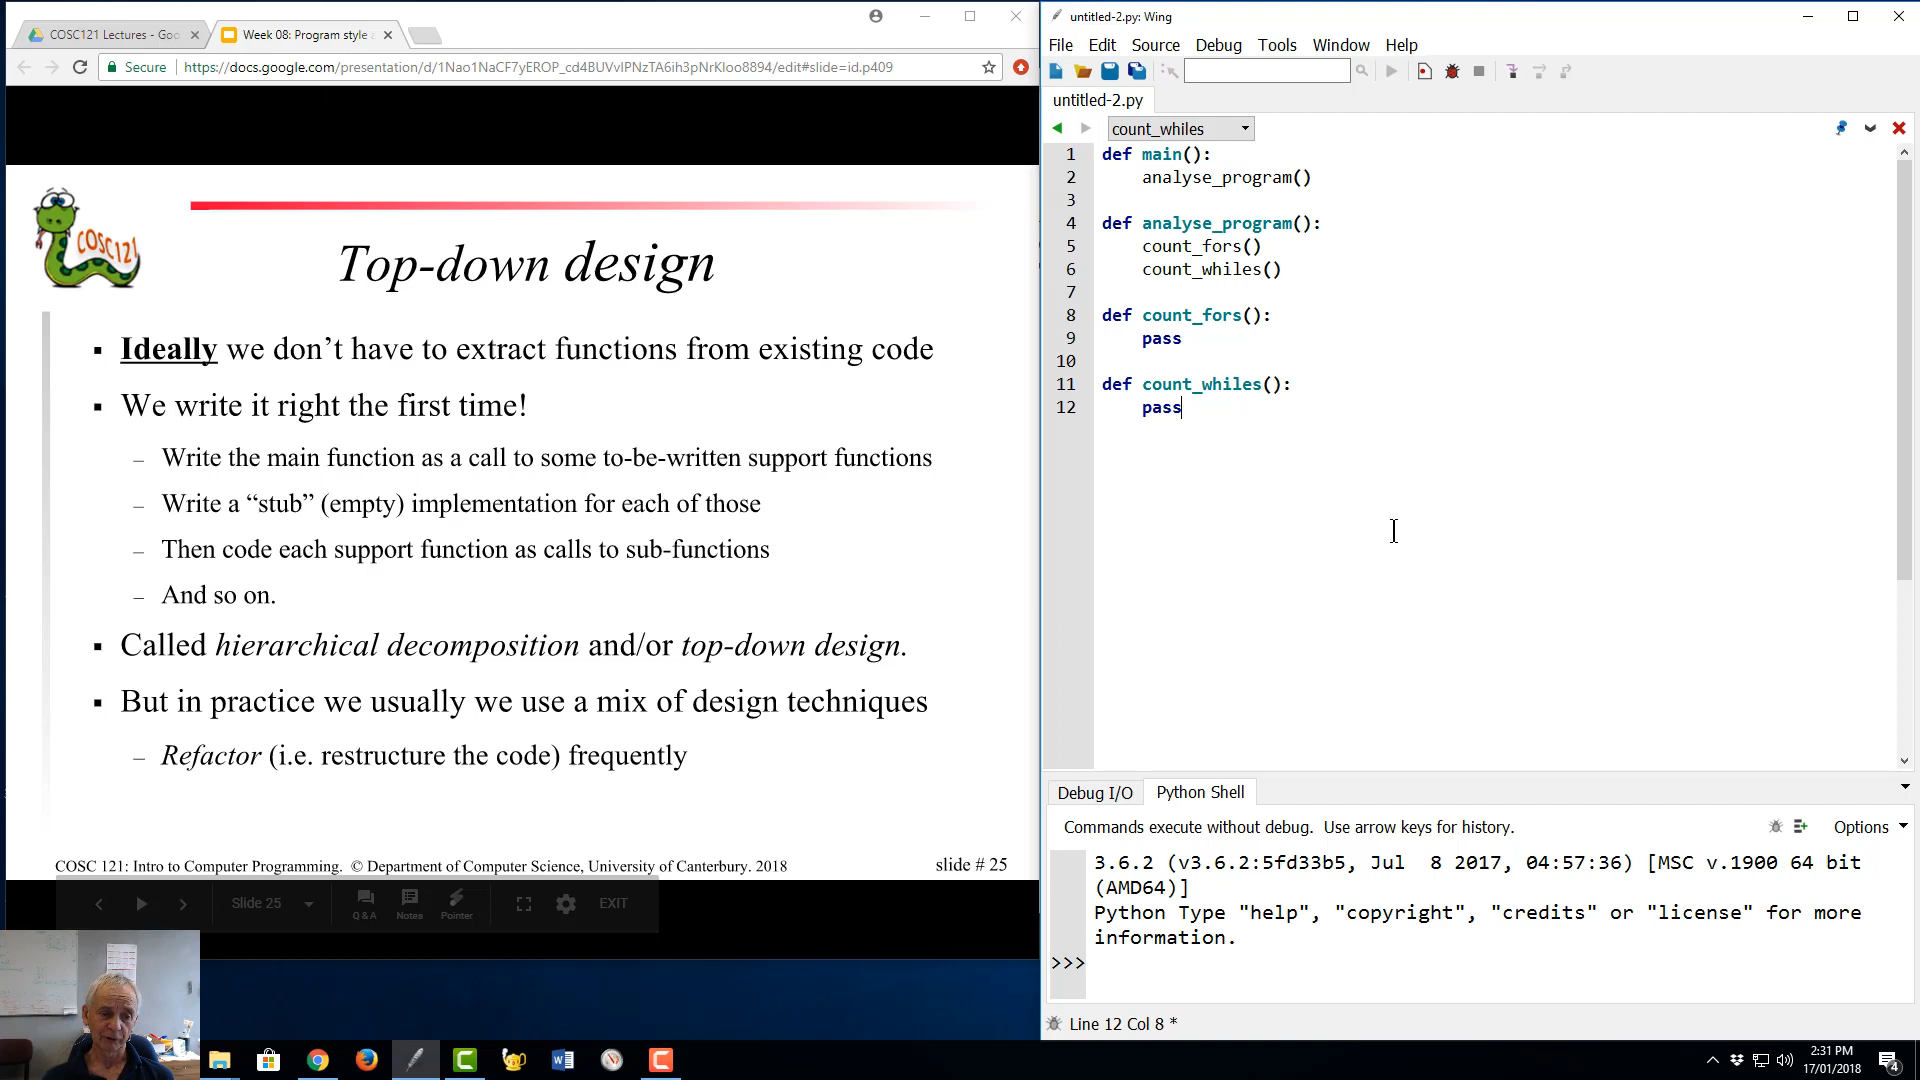 COSC121 Lectures - Goo
Week 08: Program style a
Secure
https://docs.google.com/presentation/d/1Nao1NaCF7yEROP_cd4BUVvIPNzTA6ih3pNrKloo8894/edit#slide=id.p409
COSC121
Top-down design
▪ Ideally we don’t have to extract functions from existing code
▪ We write it right the first time!
– Write the main function as a call to some to-be-written support functions
– Write a “stub” (empty) implementation for each of those
– Then code each support function as calls to sub-functions
– And so on.
▪ Called hierarchical decomposition and/or top-down design.
▪ But in practice we usually we use a mix of design techniques
– Refactor (i.e. restructure the code) frequently
COSC 121: Intro to Computer Programming. © Department of Computer Science, University of Canterbury. 2018
slide # 25
Slide 25
Q & A
Notes
Pointer
EXIT
untitled-2.py: Wing
File Edit Source Debug Tools Window Help
untitled-2.py
count_whiles
1 def main():
2     analyse_program()
3
4 def analyse_program():
5     count_fors()
6     count_whiles()
7
8 def count_fors():
9     pass
10
11 def count_whiles():
12     pass
Debug I/O
Python Shell
Commands execute without debug. Use arrow keys for history.
Options
3.6.2 (v3.6.2:5fd33b5, Jul  8 2017, 04:57:36) [MSC v.1900 64 bit
(AMD64)]
Python Type "help", "copyright", "credits" or "license" for more
information.
>>>
Line 12 Col 8 *
2:31 PM
17/01/2018
4